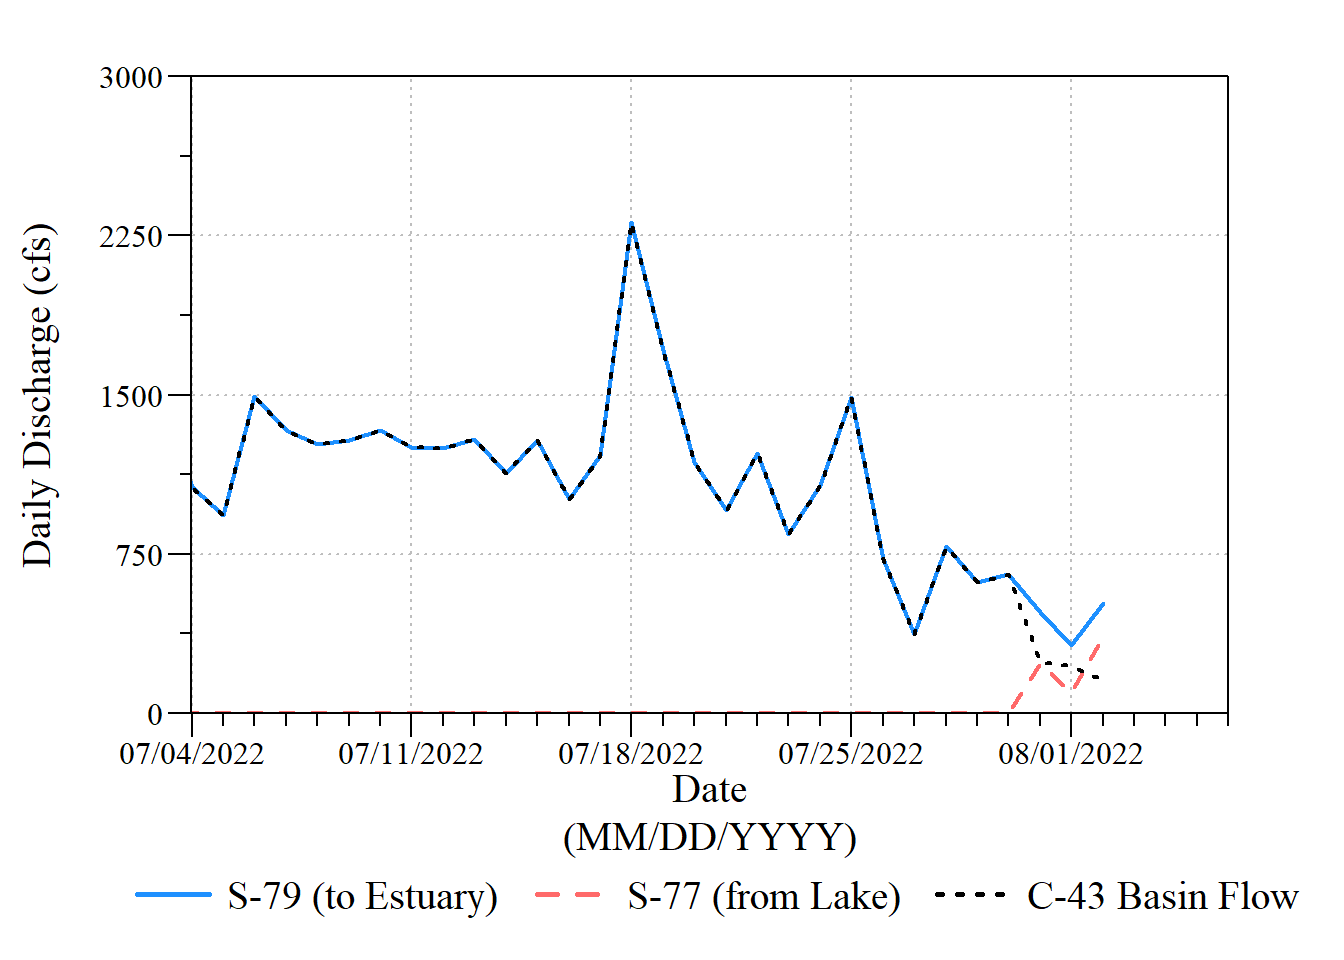 3000
2250
1500
750
0
Daily Discharge (cfs)
07/04/2022 07/11/2022 07/18/2022 07/25/2022 08/01/2022
Date
(MM/DD/YYYY)
S-79 (to Estuary) S-77 (from Lake) C-43 Basin Flow